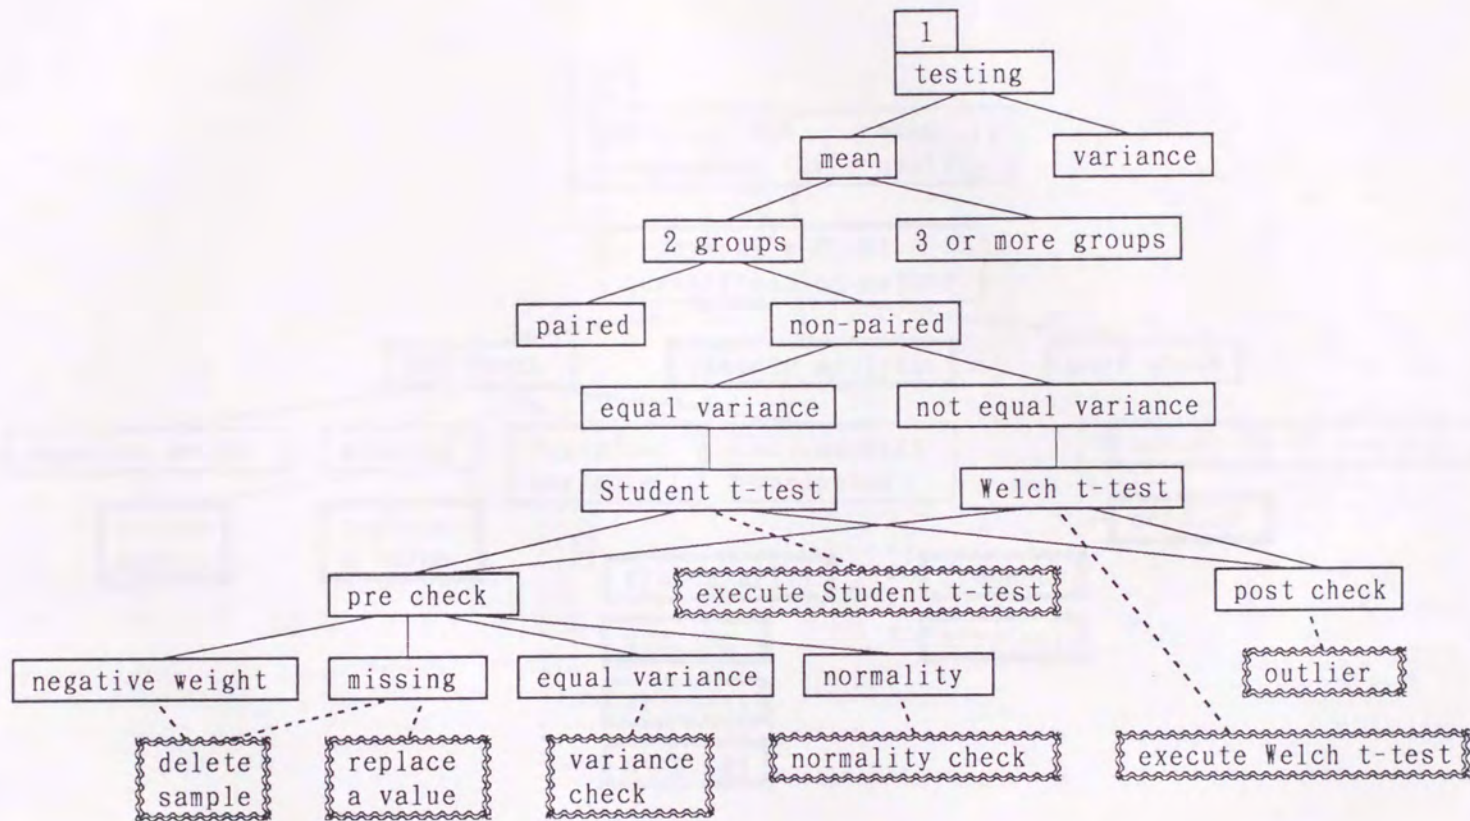 1
testing
mean
variance
2 groups
3 or more groups
paired
non-paired
equal variance
not equal variance
Student t-test
Welch t-test
pre check
execute Student t-test
post check
negative weight
missing
equal variance
normality
outlier
delete
sample
replace
a value
variance
check
normality check
execute Welch t-test